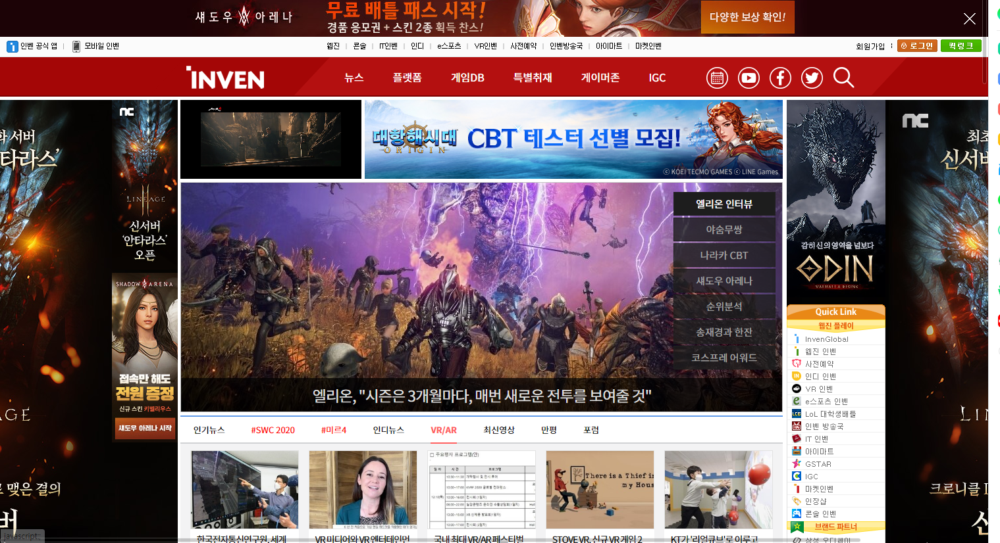 섀도우 아레나
무료 배틀 패스 시작!
경품 응모권 + 스킨 2종 획득 찬스!
다양한 보상 확인!
인벤 공식 앱
모바일 인벤
웹진
콘솔
IT인벤
인디
e스포츠
VR인벤
사전예약
인벤방송국
아이마트
마켓인벤
회원가입
로그인
퀵링크
INVEN
뉴스
플랫폼
게임DB
특별취재
게이머존
IGC
화 서버
안타라스'
AGE
맺은 결의
버
nc
LINEAGE II
신서버
'안타라스'
오픈
SHADOW ARENA
접속만 해도
전원 증정
신규 스킨 키벨리우스
섀도우 아레나 시작
대항해시대
ORIGIN
CBT 테스터 선별 모집!
ⓒ KOEI TECMO GAMES ⓒ LINE Games
엘리온 인터뷰
야숨무쌍
나라카 CBT
섀도우 아레나
순위분석
송재경과 한잔
코스프레 어워드
엘리온, "시즌은 3개월마다, 매번 새로운 전투를 보여줄 것"
인기뉴스
#SWC 2020
#미르4
인디뉴스
VR/AR
최신영상
만평
포럼
주요행사 프로그램(안)
There is a Thief in
my Hous
한국전자통신연구원, 세계
VR 미디어와 VR 엔터테인먼
국내 최대 VR/AR 페스티벌
STOVE VR, 신규 VR 게임 2
KT가 '리얼큐브'로 이루고
감히 신의 영역을 넘보다
ODIN
VALHALLA RISING
Quick Link
웹진 플레이
InvenGlobal
웹진 인벤
사전예약
인디 인벤
VR 인벤
e스포츠 인벤
LoL 대학생배틀
인벤 방송국
IT 인벤
아이마트
GSTAR
IGC
마켓인벤
인장샵
콘솔 인벤
브랜드 파트너
삼성 오디세이
nc
최초
신서버
LIN
크로니클 I
신
javascript:;